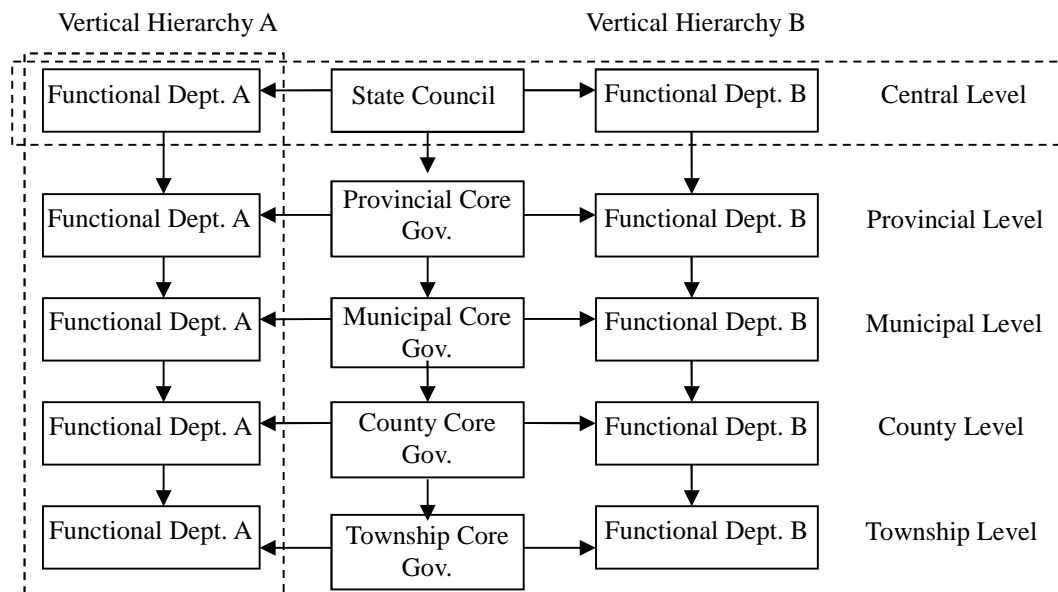 Vertical Hierarchy A
Vertical Hierarchy B
Functional Dept. A
State Council
Functional Dept. B
Central Level
Functional Dept. A
Provincial Core
Gov.
Functional Dept. B
Provincial Level
Functional Dept. A
Municipal Core
Gov.
Functional Dept. B
Municipal Level
Functional Dept. A
County Core
Gov.
Functional Dept. B
County Level
Functional Dept. A
Township Core
Gov.
Functional Dept. B
Township Level